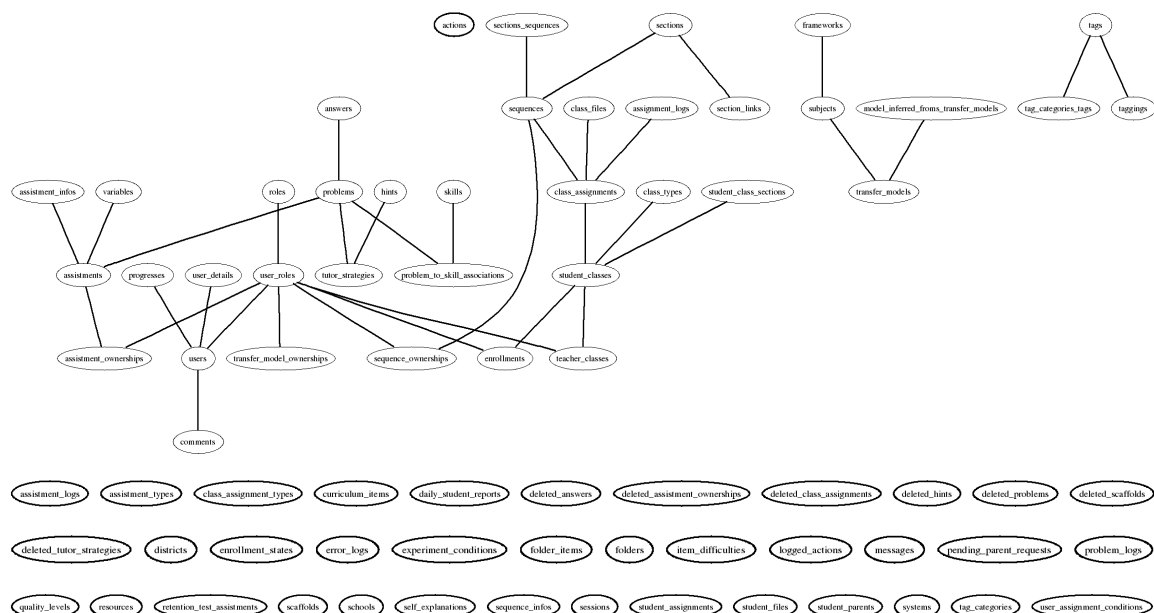 actions sections_sequences sections frameworks tags
answers sequences class_files assignment_logs section_links subjects model_inferred_froms_transfer_models tag_categories_tags taggings
assistment_infos variables roles problems hints skills class_assignments class_types student_class_sections transfer_models
assistments progresses user_details user_roles tutor_strategies problem_to_skill_associations student_classes
assistment_ownerships users transfer_model_ownerships sequence_ownerships enrollments teacher_classes
comments
assistment_logs assistment_types class_assignment_types curriculum_items daily_student_reports deleted_answers deleted_assistment_ownerships deleted_class_assignments deleted_hints deleted_problems deleted_scaffolds
deleted_tutor_strategies districts enrollment_states error_logs experiment_conditions folder_items folders item_difficulties logged_actions messages pending_parent_requests problem_logs
quality_levels resources retention_test_assistments scaffolds schools self_explanations sequence_infos sessions student_assignments student_files student_parents systems tag_categories user_assignment_conditions